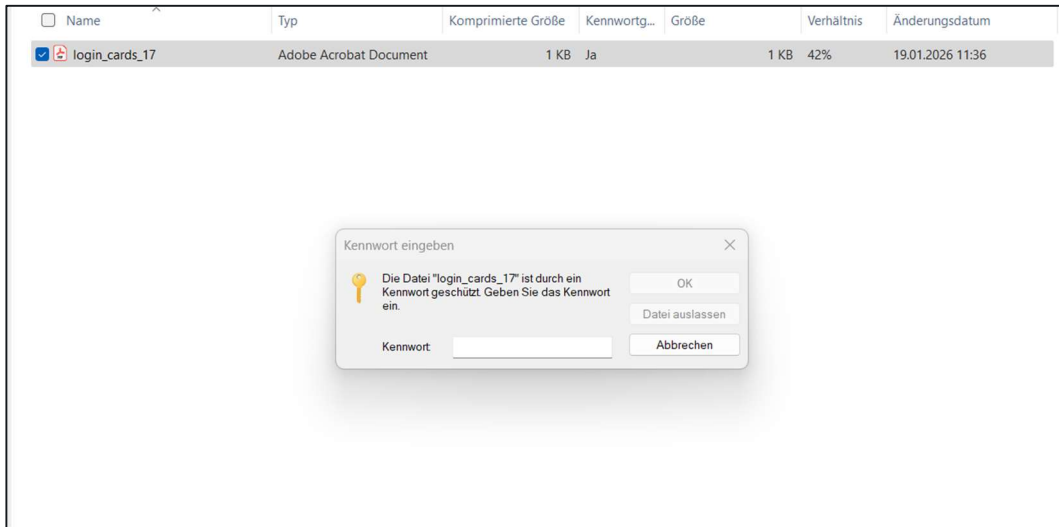 Name Typ Komprimierte Größe Kennwortg... Größe Verhältnis Änderungsdatum
login_cards_17 Adobe Acrobat Document 1 KB Ja 1 KB 42% 19.01.2026 11:36
Kennwort eingeben
Die Datei "login_cards_17" ist durch ein
Kennwort geschützt. Geben Sie das Kennwort
ein.
OK
Datei auslassen
Kennwort:
Abbrechen